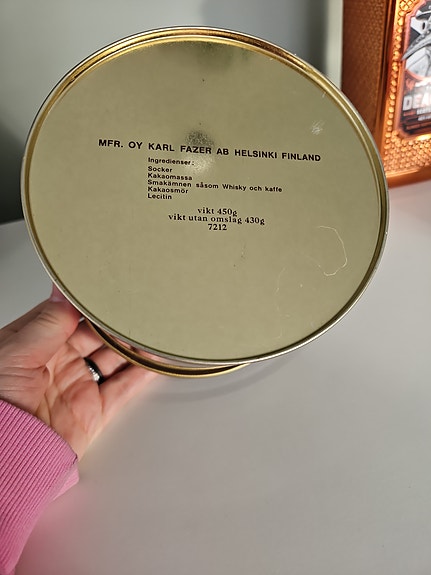 MFR. OY KARL FAZER AB HELSINKI FINLAND
Ingredienser:
Socker
Kakaomassa
Smakämnen såsom Whisky och kaffe
Kakaosmör
Lecitin
vikt 450g
vikt utan omslag 430g
7212
DEA